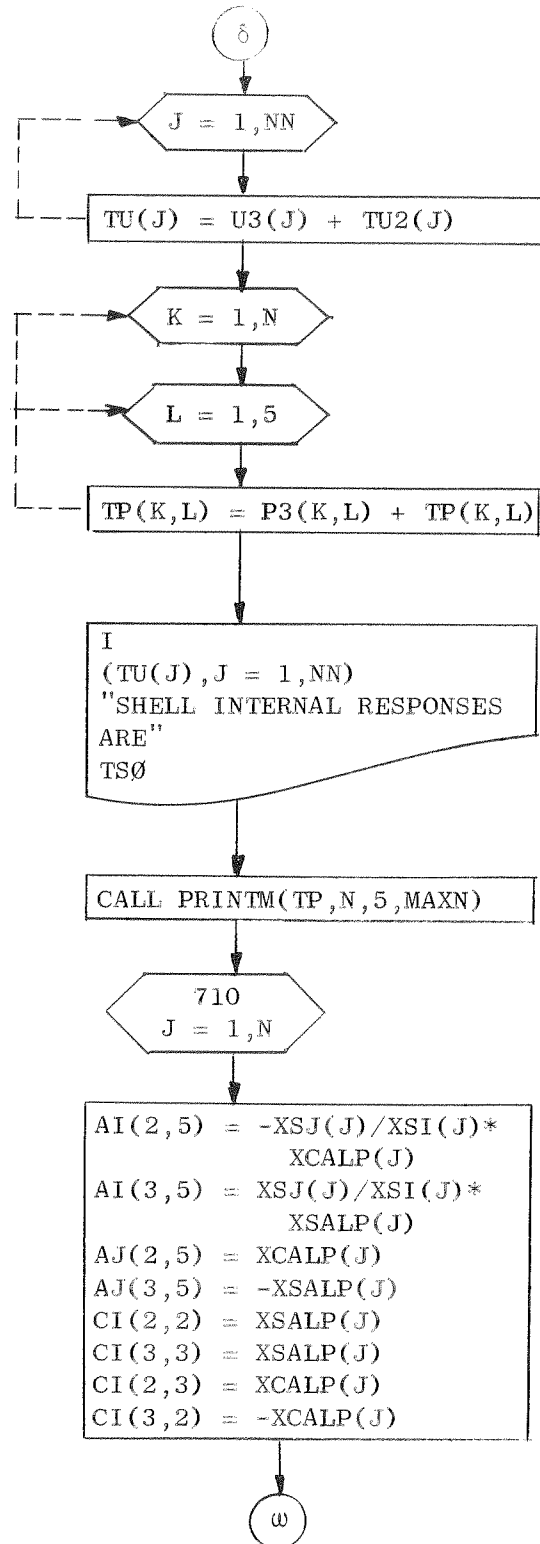 δ
J = 1,NN
TU(J) = U3(J) + TU2(J)
K = 1,N
L = 1,5
TP(K,L) = P3(K,L) + TP(K,L)
I
(TU(J),J = 1,NN)
"SHELL INTERNAL RESPONSES
ARE"
TSØ
CALL PRINTM(TP,N,5,MAXN)
710
J = 1,N
AI(2,5) = -XSJ(J)/XSI(J)*
XCALP(J)
AI(3,5) = XSJ(J)/XSI(J)*
XSALP(J)
AJ(2,5) = XCALP(J)
AJ(3,5) = -XSALP(J)
CI(2,2) = XSALP(J)
CI(3,3) = XSALP(J)
CI(2,3) = XCALP(J)
CI(3,2) = -XCALP(J)
ω